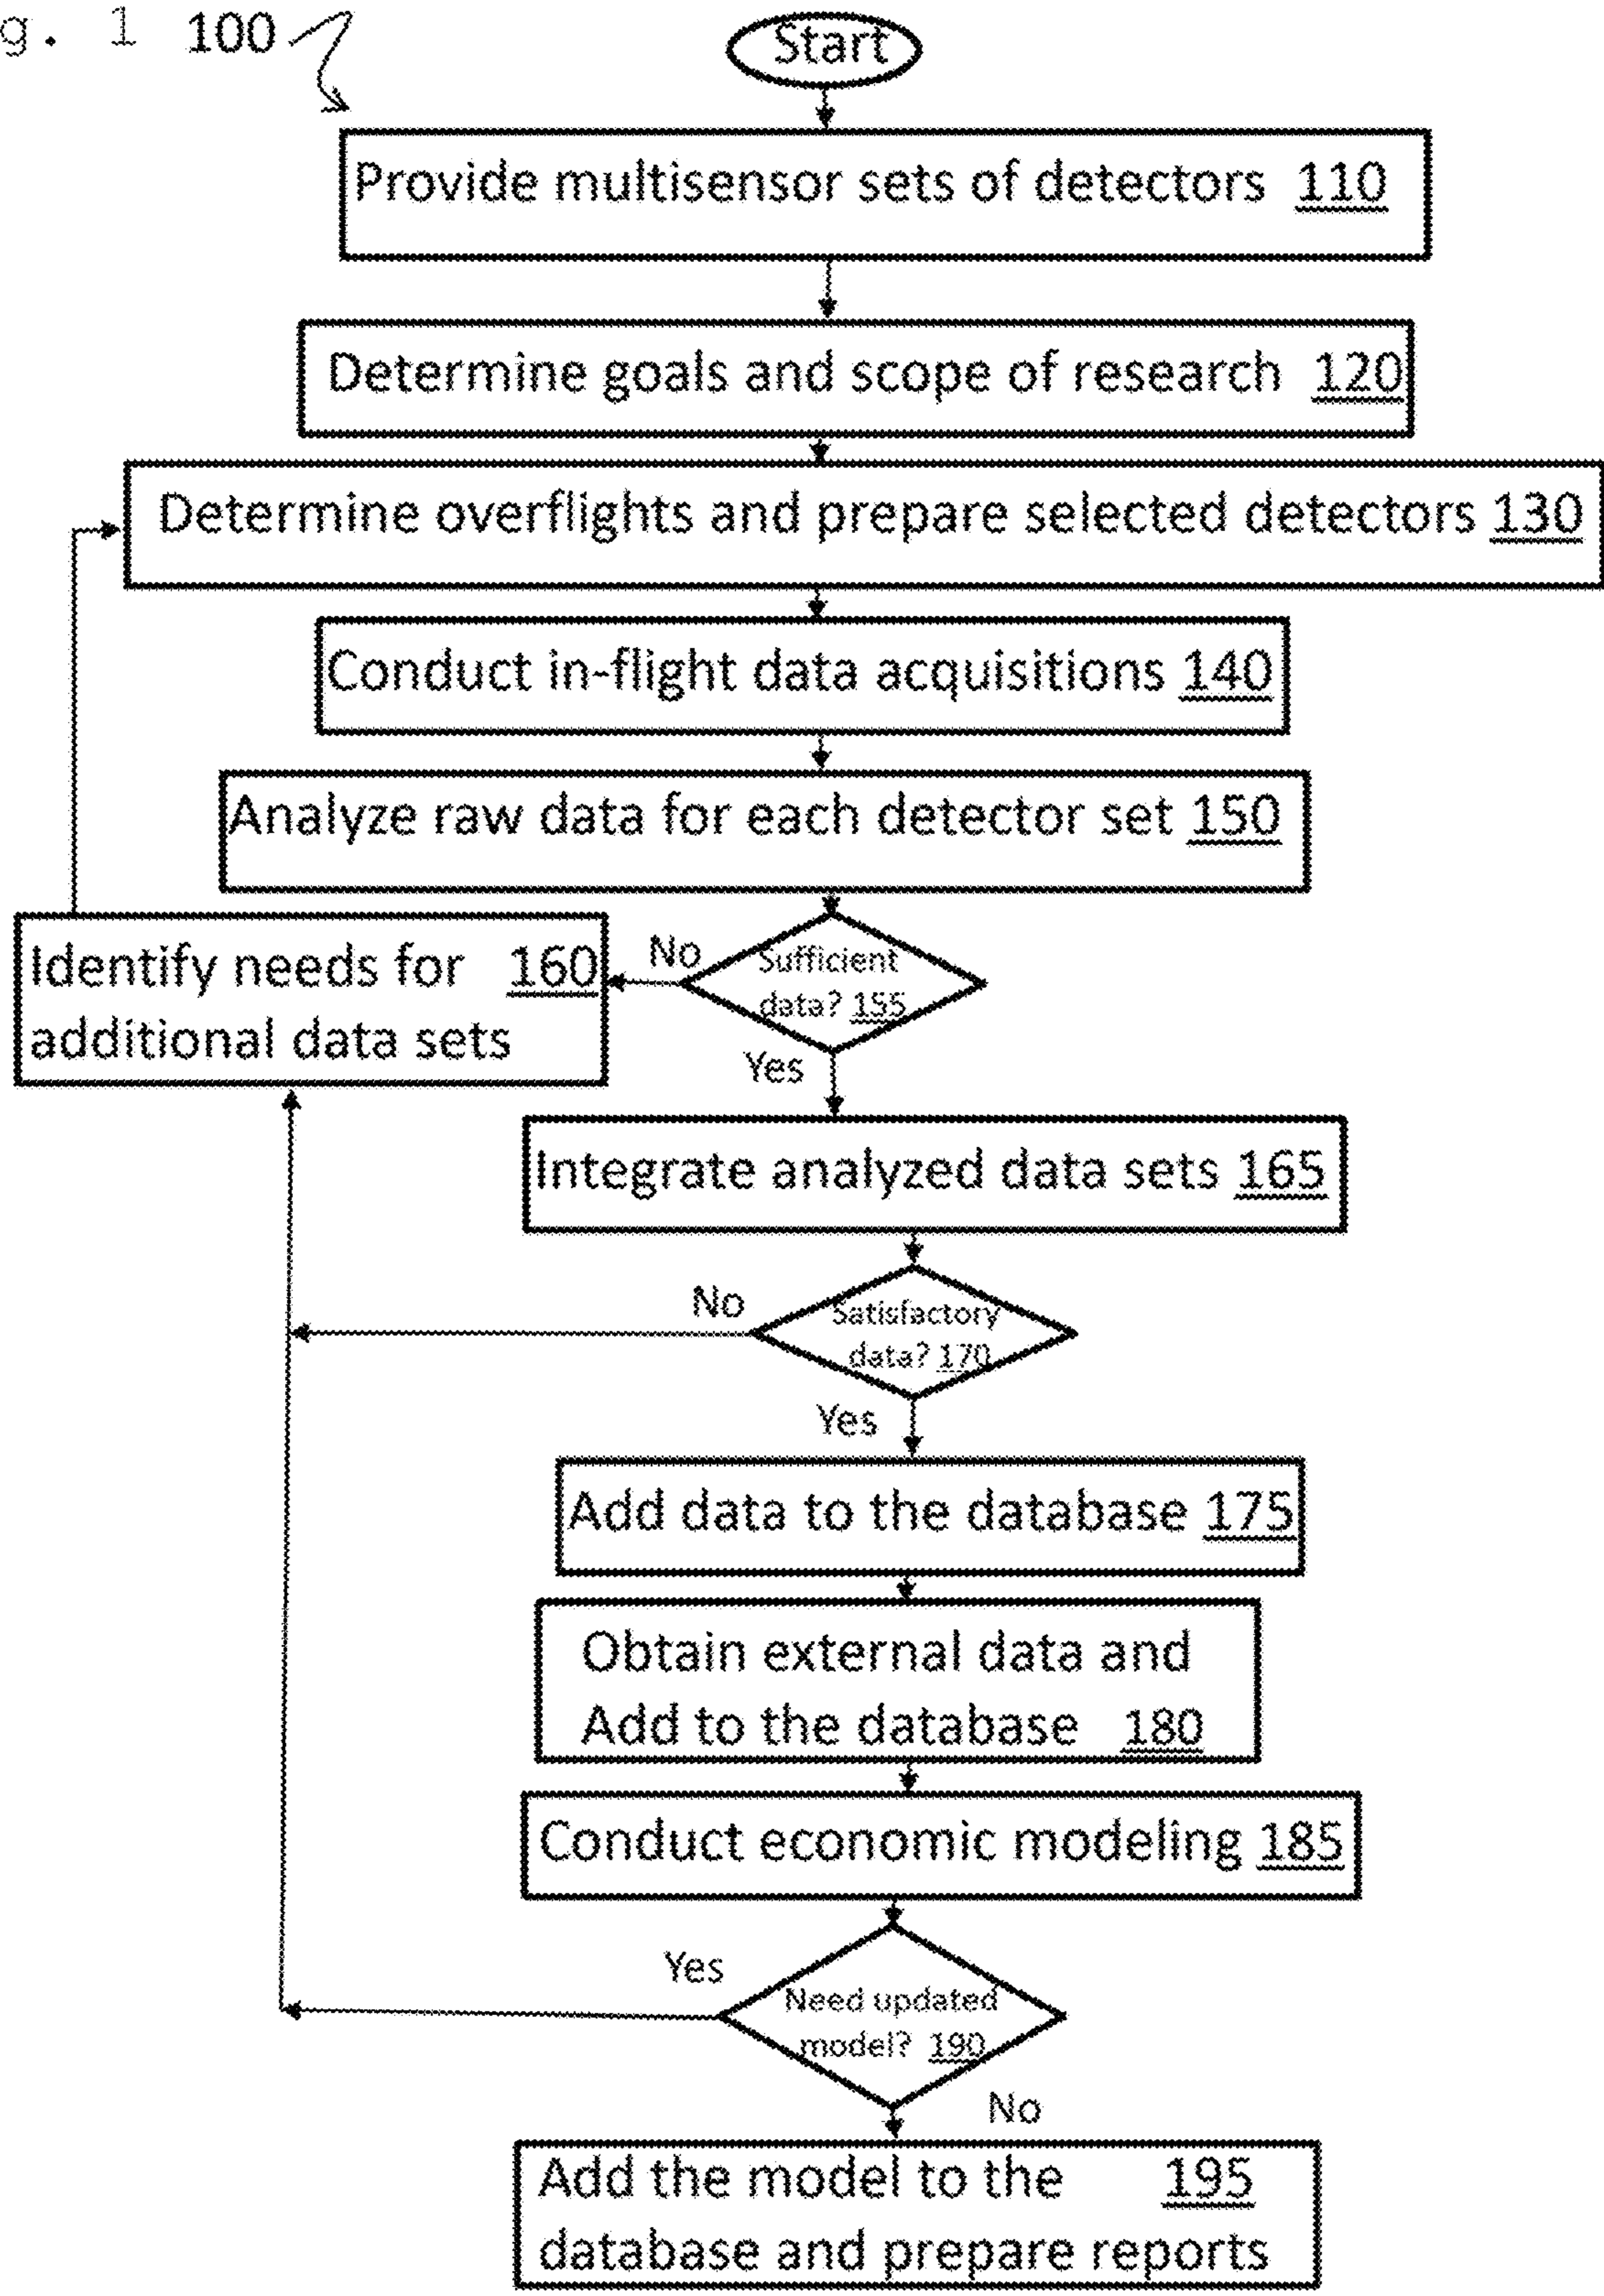 g. 1 100
Start
Provide multisensor sets of detectors 110
Determine goals and scope of research 120
Determine overflights and prepare selected detectors 130
Conduct in-flight data acquisitions 140
Analyze raw data for each detector set 150
Identify needs for 160
additional data sets
No
Sufficient
data? 155
Yes
Integrate analyzed data sets 165
No
Satisfactory
data? 170
Yes
Add data to the database 175
Obtain external data and
Add to the database 180
Conduct economic modeling 185
Yes
Need updated
model? 190
No
Add the model to the 195
database and prepare reports